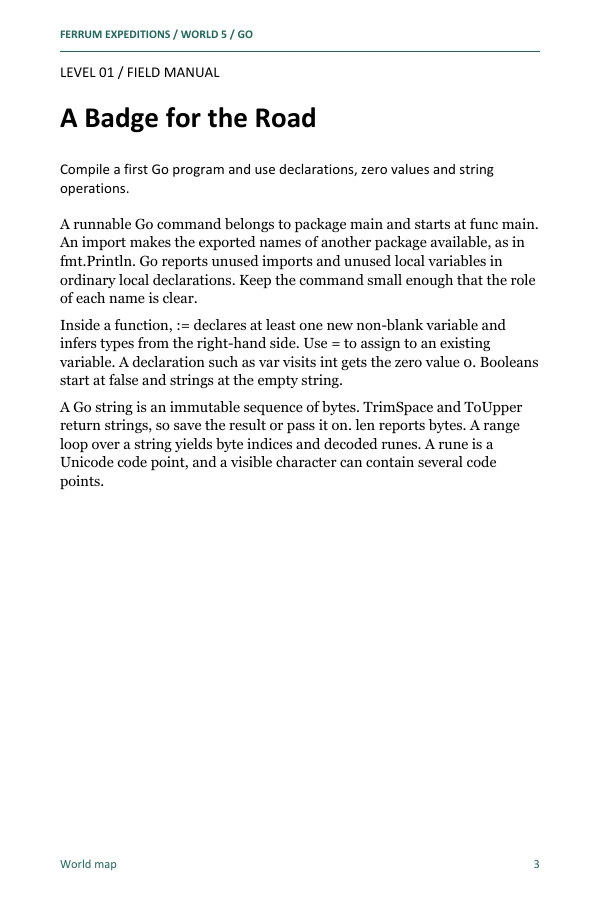 FERRUM EXPEDITIONS / WORLD 5 / GO
LEVEL 01 / FIELD MANUAL
A Badge for the Road
Compile a first Go program and use declarations, zero values and string
operations.
A runnable Go command belongs to package main and starts at func main.
An import makes the exported names of another package available, as in
fmt.Println. Go reports unused imports and unused local variables in
ordinary local declarations. Keep the command small enough that the role
of each name is clear.
Inside a function, := declares at least one new non-blank variable and
infers types from the right-hand side. Use = to assign to an existing
variable. A declaration such as var visits int gets the zero value 0. Booleans
start at false and strings at the empty string.
A Go string is an immutable sequence of bytes. TrimSpace and ToUpper
return strings, so save the result or pass it on. len reports bytes. A range
loop over a string yields byte indices and decoded runes. A rune is a
Unicode code point, and a visible character can contain several code
points.
World map
3